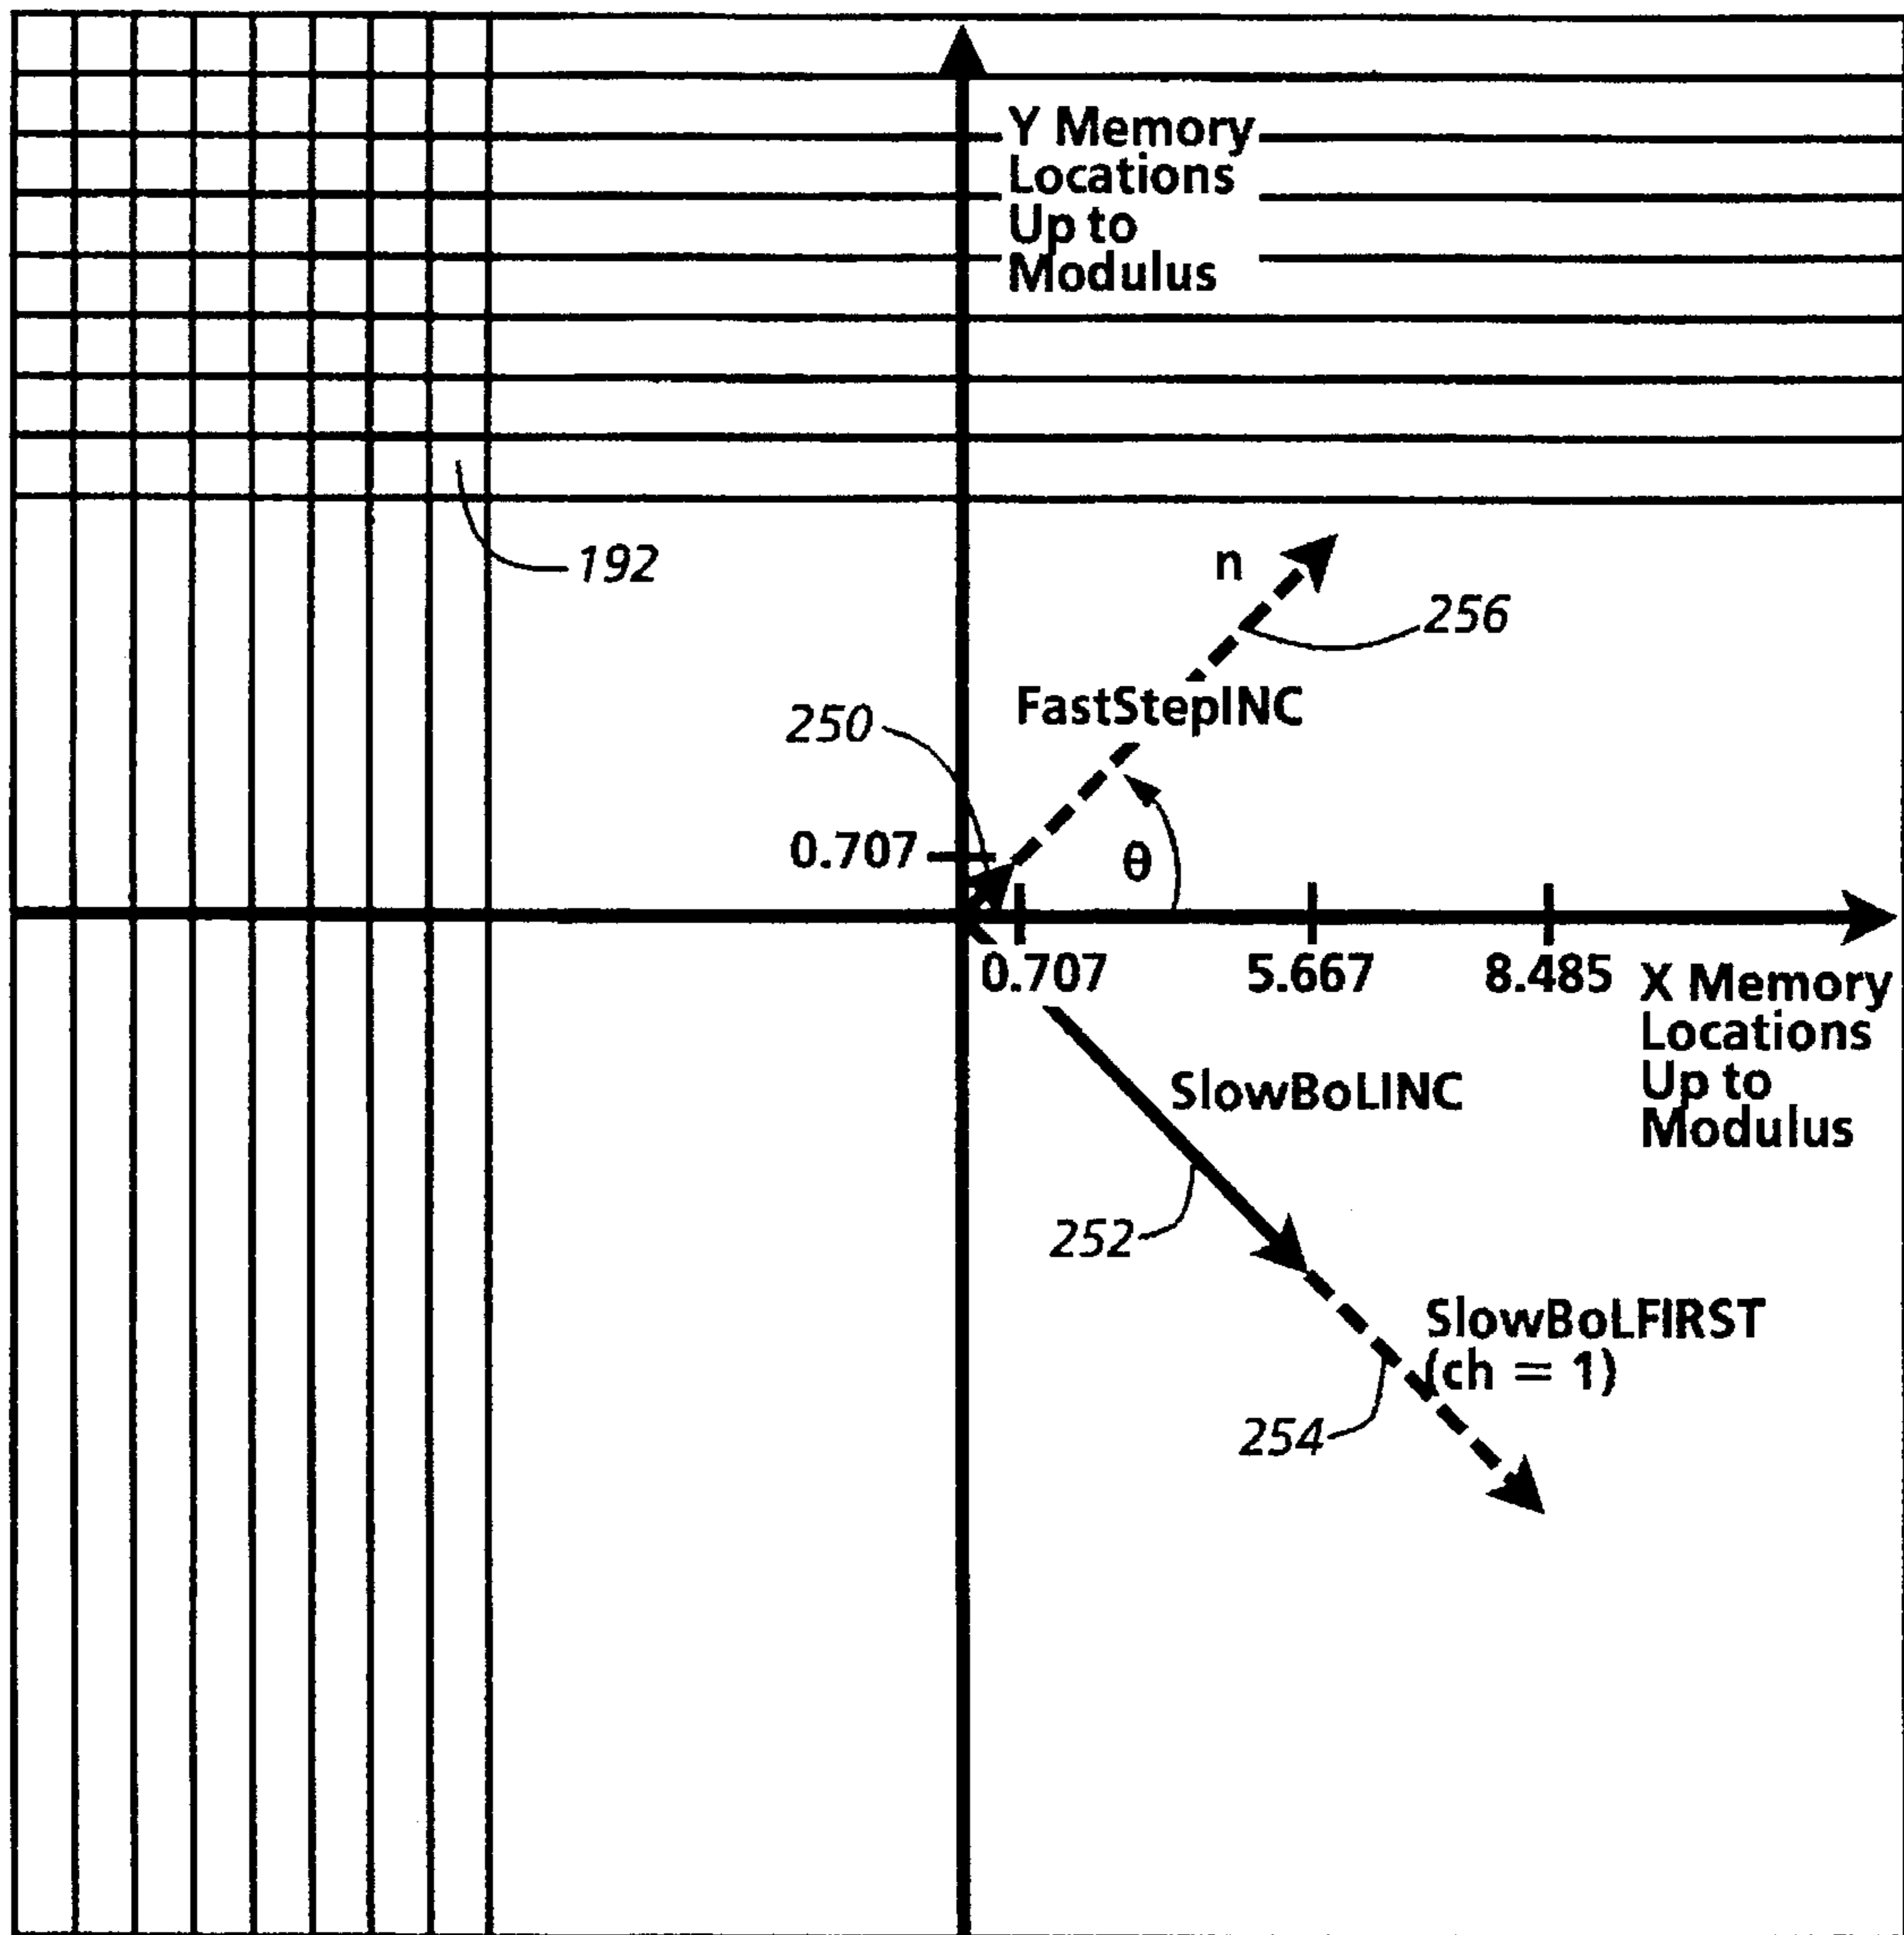 Y Memory
Locations
Up to
Modulus
192
n
256
FastStepINC
250
0.707
θ
0.707
5.667
8.485
X Memory
Locations
Up to
Modulus
SlowBoLINC
252
SlowBoLFIRST
(ch = 1)
254